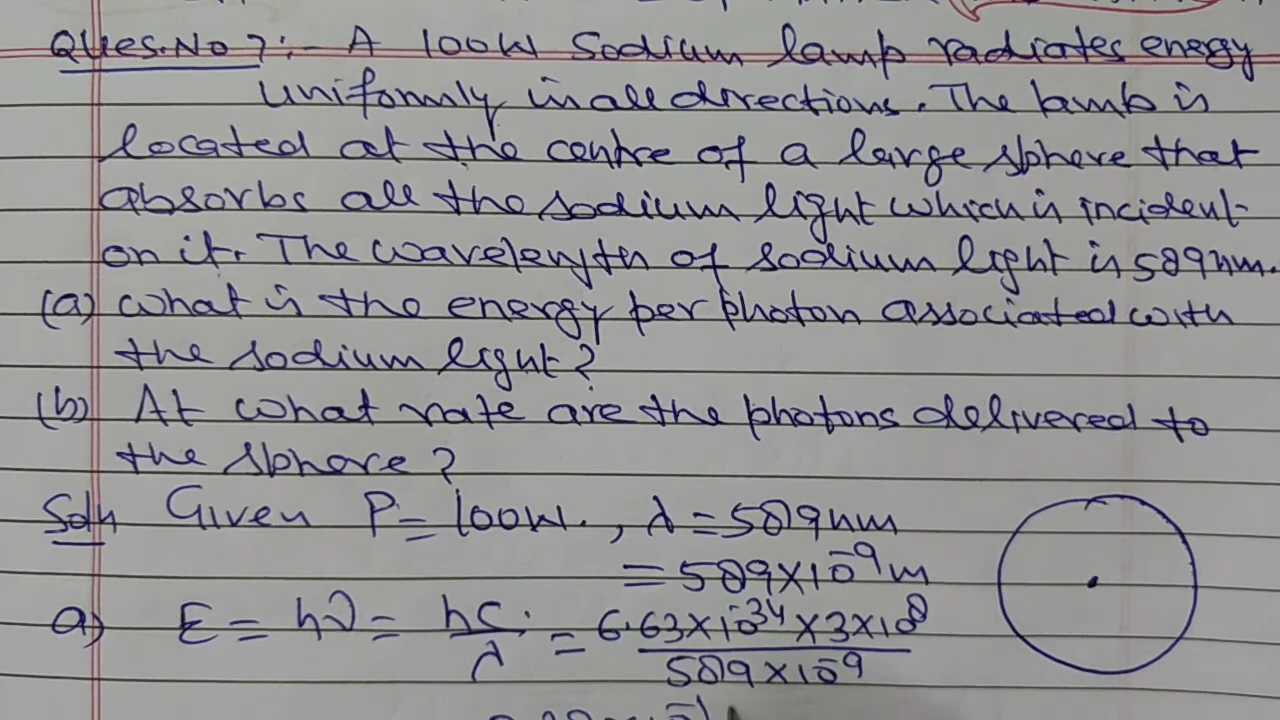 Ques.No 7:- A 100W Sodium lamp radiates energy
uniformly in all directions. The lamp is
located at the centre of a large sphere that
absorbs all the sodium light which is incident
on it. The wavelength of sodium light is 589nm.
(a) What is the energy per photon associated with
the sodium light?
(b) At what rate are the photons delivered to
the sphere?
Soln Given P = 100W., λ = 589nm
= 589×10⁻⁹m
a) E = hν = hc/λ = 6.63×10⁻³⁴×3×10⁸/589×10⁻⁹